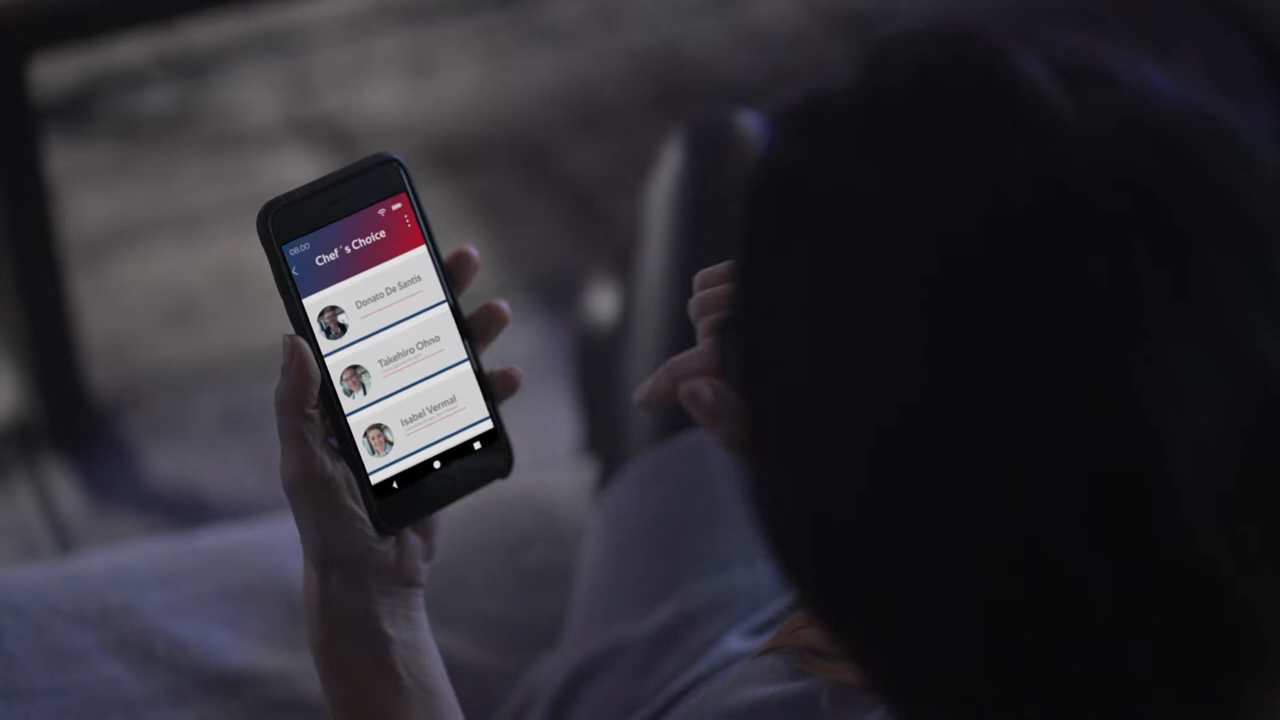 08.00
Chef´s Choice
Donato De Santis
Takehiro Ohno
Isabel Vermal